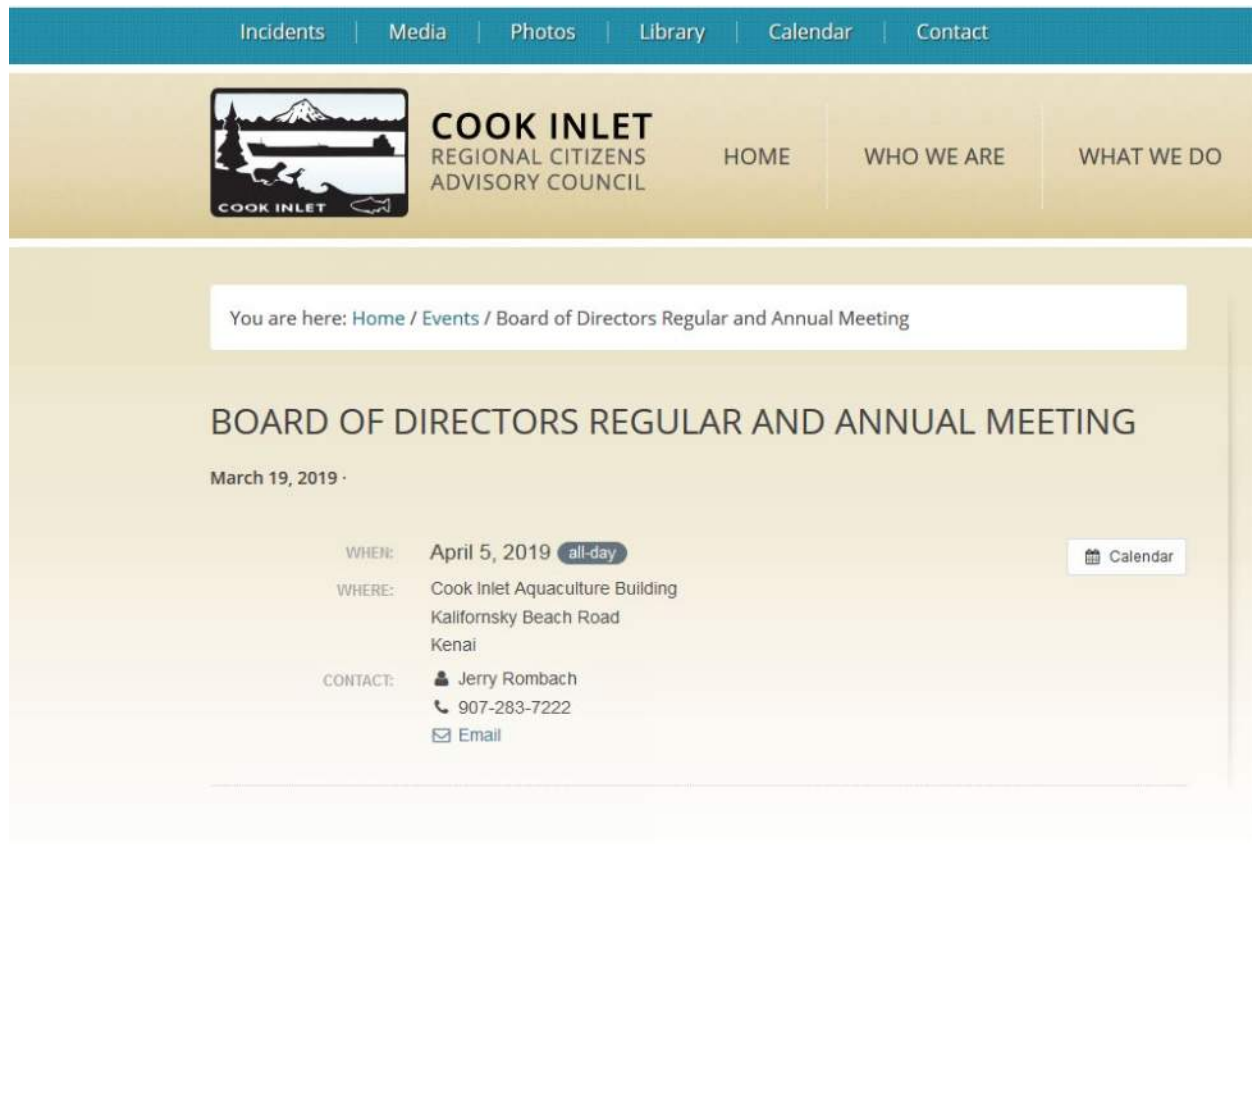 Incidents | Media | Photos | Library | Calendar | Contact
COOK INLET
COOK INLET
REGIONAL CITIZENS
ADVISORY COUNCIL
HOME
WHO WE ARE
WHAT WE DO
You are here: Home / Events / Board of Directors Regular and Annual Meeting
BOARD OF DIRECTORS REGULAR AND ANNUAL MEETING
March 19, 2019 ·
WHEN: April 5, 2019 all-day
Calendar
WHERE: Cook Inlet Aquaculture Building
Kalifornsky Beach Road
Kenai
CONTACT: Jerry Rombach
907-283-7222
Email